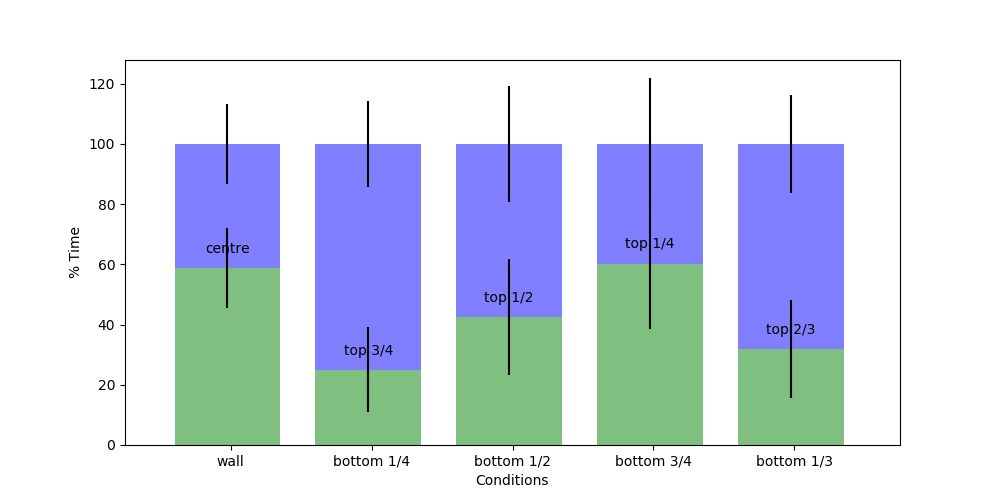 120
100
80
60
40
20
0
% Time
centre
top 3/4
top 1/2
top 1/4
top 2/3
wall
bottom 1/4
bottom 1/2
bottom 3/4
bottom 1/3
Conditions